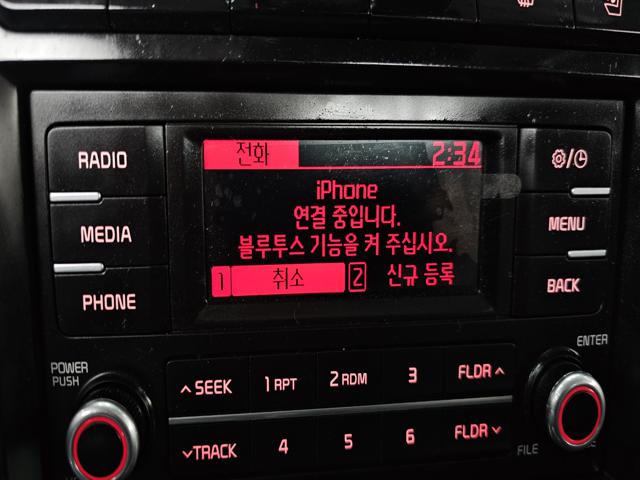 전화 2:34
RADIO
iPhone
연결 중입니다.
MEDIA
MENU
블루투스 기능을 켜 주십시오.
1 취소 2 신규 등록
PHONE
BACK
POWER
PUSH
ENTER
∧ SEEK 1 RPT 2 RDM 3 FLDR ∧
∨ TRACK 4 5 6 FLDR ∨
FILE